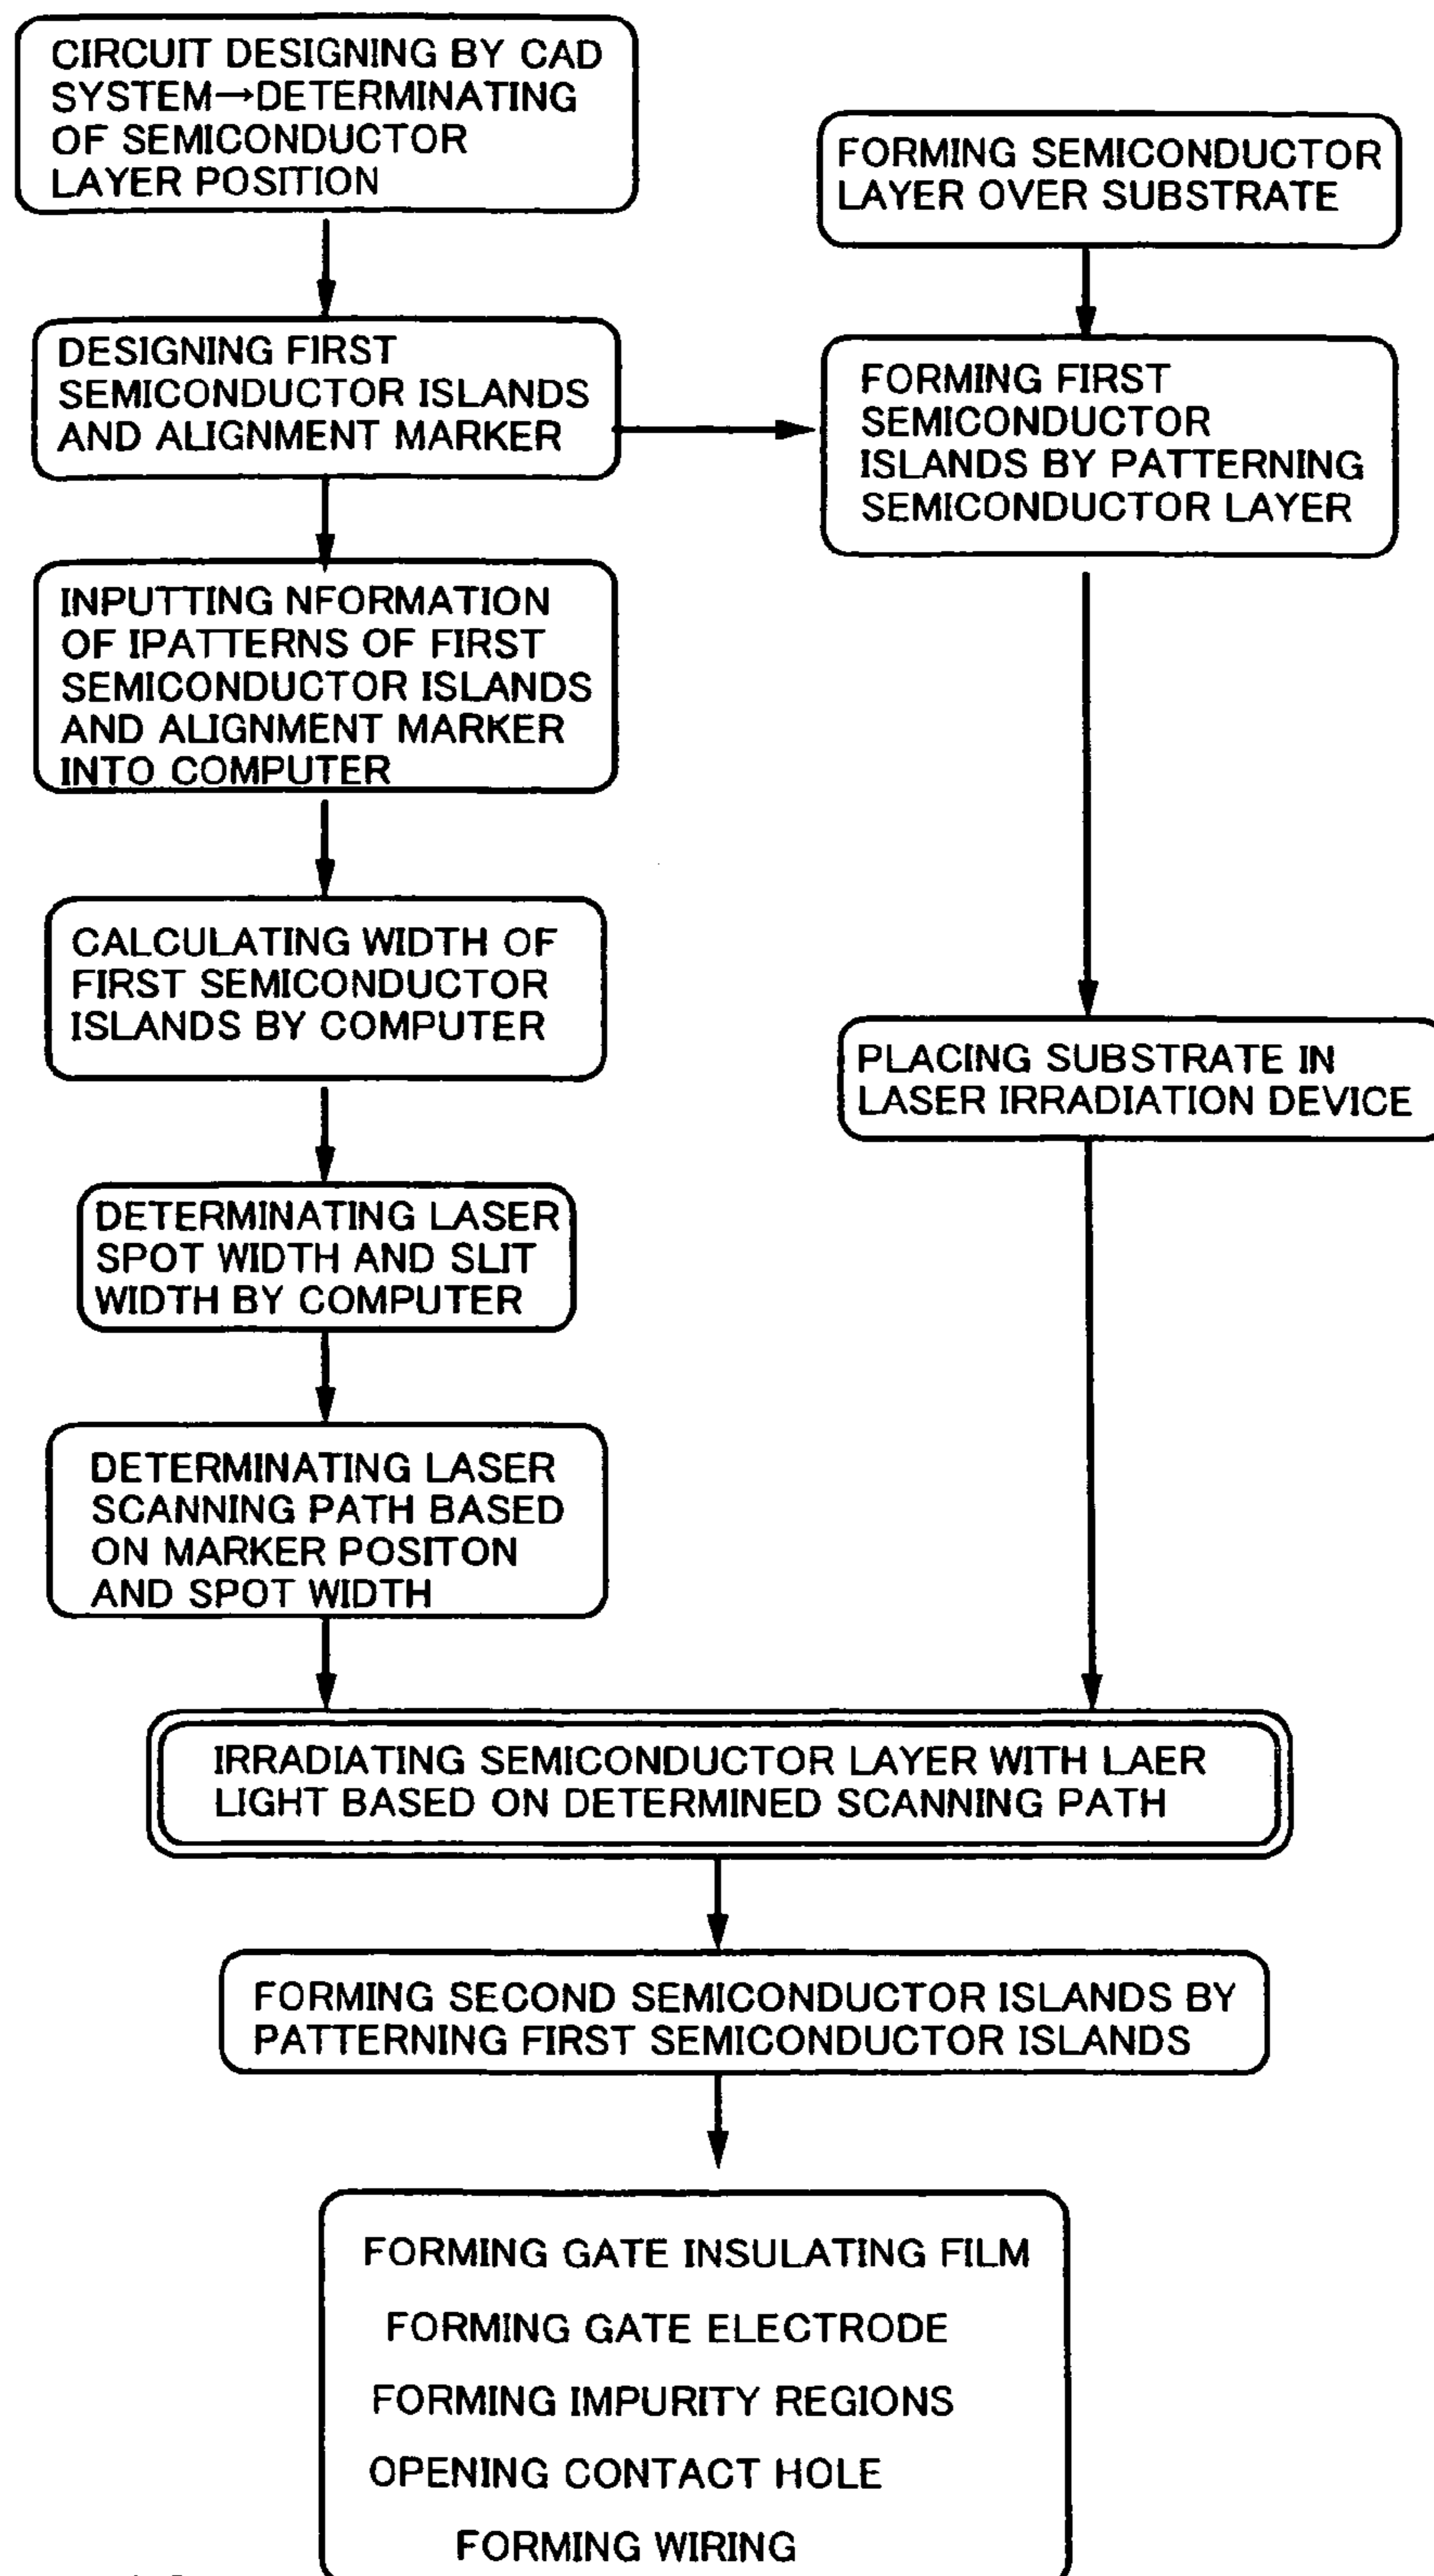 CIRCUIT DESIGNING BY CAD
SYSTEM→DETERMINATING
OF SEMICONDUCTOR
LAYER POSITION
FORMING SEMICONDUCTOR
LAYER OVER SUBSTRATE
DESIGNING FIRST
SEMICONDUCTOR ISLANDS
AND ALIGNMENT MARKER
FORMING FIRST
SEMICONDUCTOR
ISLANDS BY PATTERNING
SEMICONDUCTOR LAYER
INPUTTING NFORMATION
OF IPATTERNS OF FIRST
SEMICONDUCTOR ISLANDS
AND ALIGNMENT MARKER
INTO COMPUTER
CALCULATING WIDTH OF
FIRST SEMICONDUCTOR
ISLANDS BY COMPUTER
PLACING SUBSTRATE IN
LASER IRRADIATION DEVICE
DETERMINATING LASER
SPOT WIDTH AND SLIT
WIDTH BY COMPUTER
DETERMINATING LASER
SCANNING PATH BASED
ON MARKER POSITON
AND SPOT WIDTH
IRRADIATING SEMICONDUCTOR LAYER WITH LAER
LIGHT BASED ON DETERMINED SCANNING PATH
FORMING SECOND SEMICONDUCTOR ISLANDS BY
PATTERNING FIRST SEMICONDUCTOR ISLANDS
FORMING GATE INSULATING FILM
FORMING GATE ELECTRODE
FORMING IMPURITY REGIONS
OPENING CONTACT HOLE
FORMING WIRING